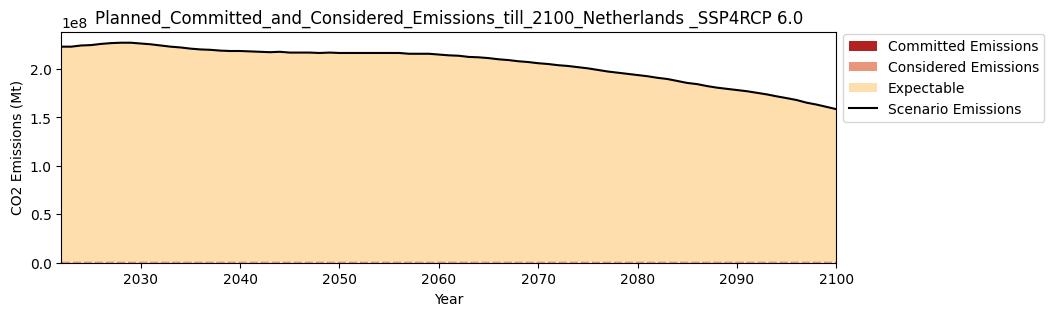 Planned_Committed_and_Considered_Emissions_till_2100_Netherlands _SSP4RCP 6.0
1e8
2.0
1.5
1.0
0.5
0.0
CO2 Emissions (Mt)
2030 2040 2050 2060 2070 2080 2090 2100
Year
Committed Emissions
Considered Emissions
Expectable
Scenario Emissions